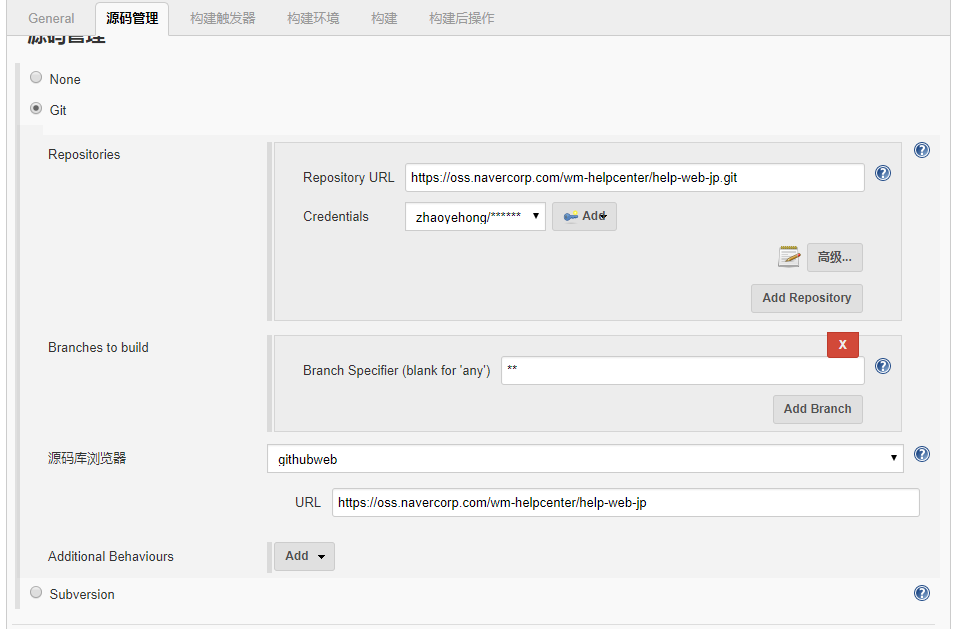 General 源码管理 构建触发器 构建环境 构建 构建后操作
源码管理
None
Git
Repositories
Repository URL https://oss.navercorp.com/wm-helpcenter/help-web-jp.git
Credentials zhaoyehong/****** Add
高级...
Add Repository
Branches to build
X
Branch Specifier (blank for 'any') **
Add Branch
源码库浏览器 githubweb
URL https://oss.navercorp.com/wm-helpcenter/help-web-jp
Additional Behaviours Add
Subversion